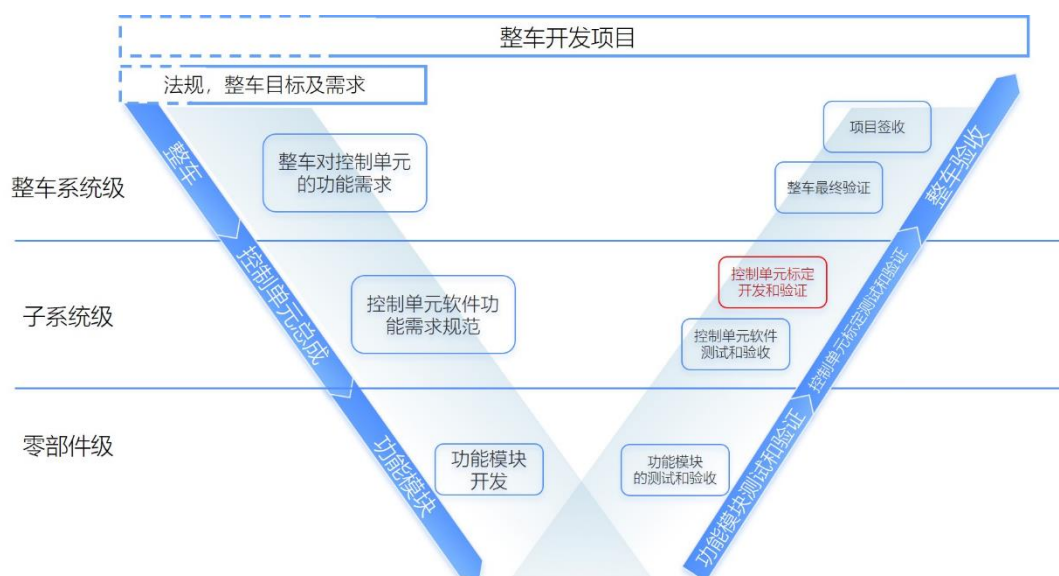 整车开发项目
法规，整车目标及需求
整车
整车系统级
整车对控制单元
的功能需求
项目签收
整车最终验证
整车验收
控制单元总成
子系统级
控制单元软件功
能需求规范
控制单元标定
开发和验证
控制单元软件
测试和验收
控制单元标定测试和验证
功能模块
零部件级
功能模块
开发
功能模块
的测试和验收
功能模块测试和验证